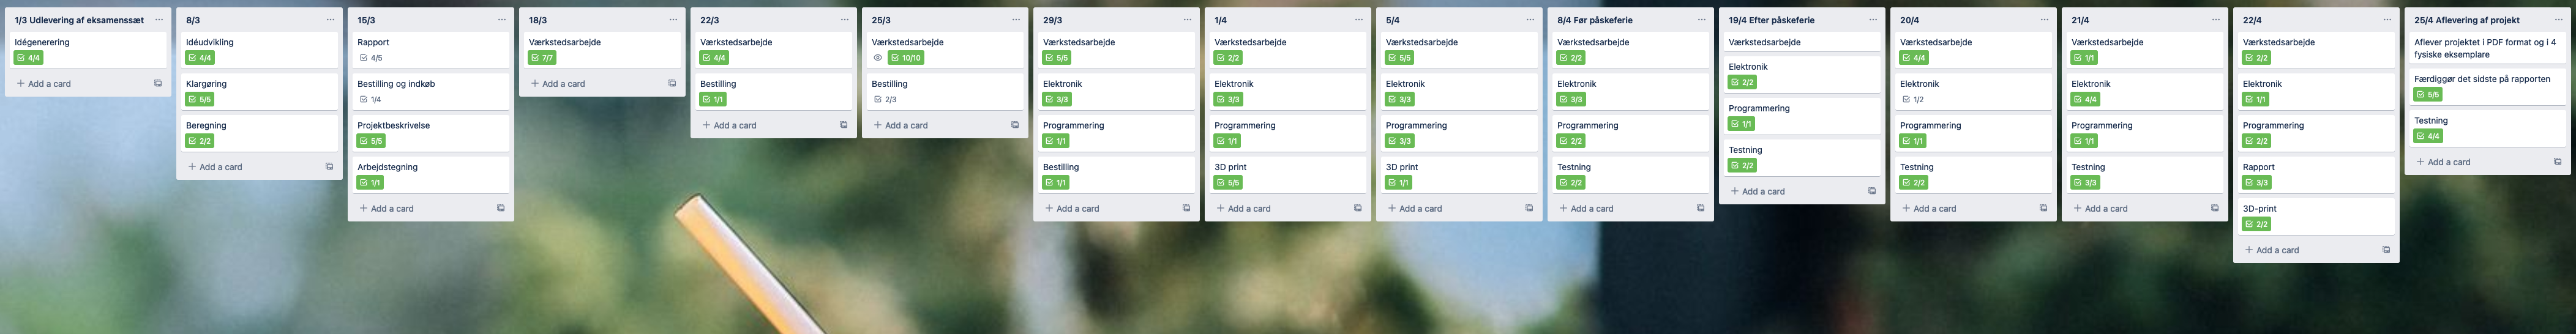 1/3 Udlevering af eksamenssæt
Idégenerering
4/4
+ Add a card
8/3
Idéudvikling
4/4
Klargøring
5/5
Beregning
2/2
+ Add a card
15/3
Rapport
4/5
Bestilling og indkøb
1/4
Projektbeskrivelse
5/5
Arbejdstegning
1/1
+ Add a card
18/3
Værkstedsarbejde
7/7
+ Add a card
22/3
Værkstedsarbejde
4/4
Bestilling
1/1
+ Add a card
25/3
Værkstedsarbejde
10/10
Bestilling
2/3
+ Add a card
29/3
Værkstedsarbejde
5/5
Elektronik
3/3
Programmering
1/1
Bestilling
1/1
+ Add a card
1/4
Værkstedsarbejde
2/2
Elektronik
3/3
Programmering
1/1
3D print
5/5
+ Add a card
5/4
Værkstedsarbejde
5/5
Elektronik
3/3
Programmering
3/3
3D print
1/1
+ Add a card
8/4 Før påskeferie
Værkstedsarbejde
2/2
Elektronik
3/3
Programmering
2/2
Testning
2/2
+ Add a card
19/4 Efter påskeferie
Værkstedsarbejde
Elektronik
2/2
Programmering
1/1
Testning
2/2
+ Add a card
20/4
Værkstedsarbejde
4/4
Elektronik
1/2
Programmering
1/1
Testning
2/2
+ Add a card
21/4
Værkstedsarbejde
1/1
Elektronik
4/4
Programmering
1/1
Testning
3/3
+ Add a card
22/4
Værkstedsarbejde
2/2
Elektronik
1/1
Programmering
2/2
Rapport
3/3
3D-print
2/2
+ Add a card
25/4 Aflevering af projekt
Aflever projektet i PDF format og i 4
fysiske eksemplare
Færdiggør det sidste på rapporten
5/5
Testning
4/4
+ Add a card